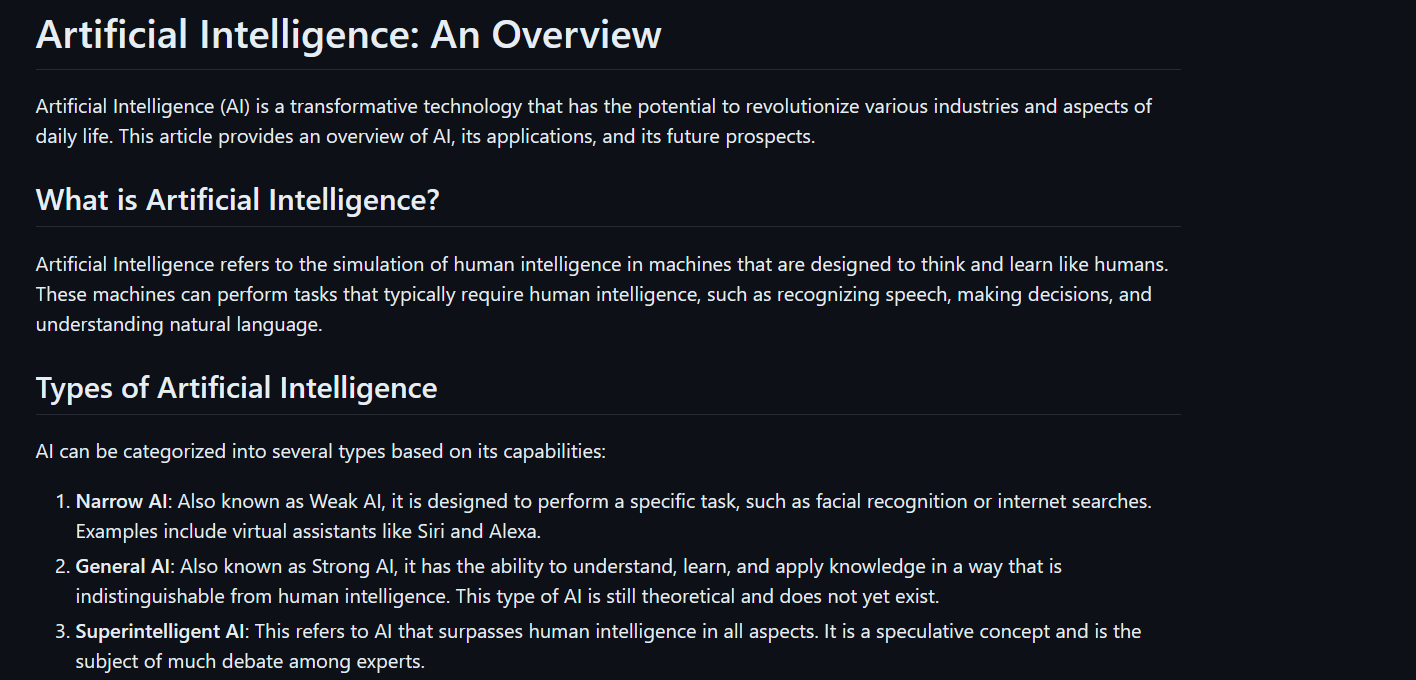 Artificial Intelligence: An Overview
Artificial Intelligence (AI) is a transformative technology that has the potential to revolutionize various industries and aspects of
daily life. This article provides an overview of AI, its applications, and its future prospects.
What is Artificial Intelligence?
Artificial Intelligence refers to the simulation of human intelligence in machines that are designed to think and learn like humans.
These machines can perform tasks that typically require human intelligence, such as recognizing speech, making decisions, and
understanding natural language.
Types of Artificial Intelligence
AI can be categorized into several types based on its capabilities:
1. Narrow AI: Also known as Weak AI, it is designed to perform a specific task, such as facial recognition or internet searches.
Examples include virtual assistants like Siri and Alexa.
2. General AI: Also known as Strong AI, it has the ability to understand, learn, and apply knowledge in a way that is
indistinguishable from human intelligence. This type of AI is still theoretical and does not yet exist.
3. Superintelligent AI: This refers to AI that surpasses human intelligence in all aspects. It is a speculative concept and is the
subject of much debate among experts.